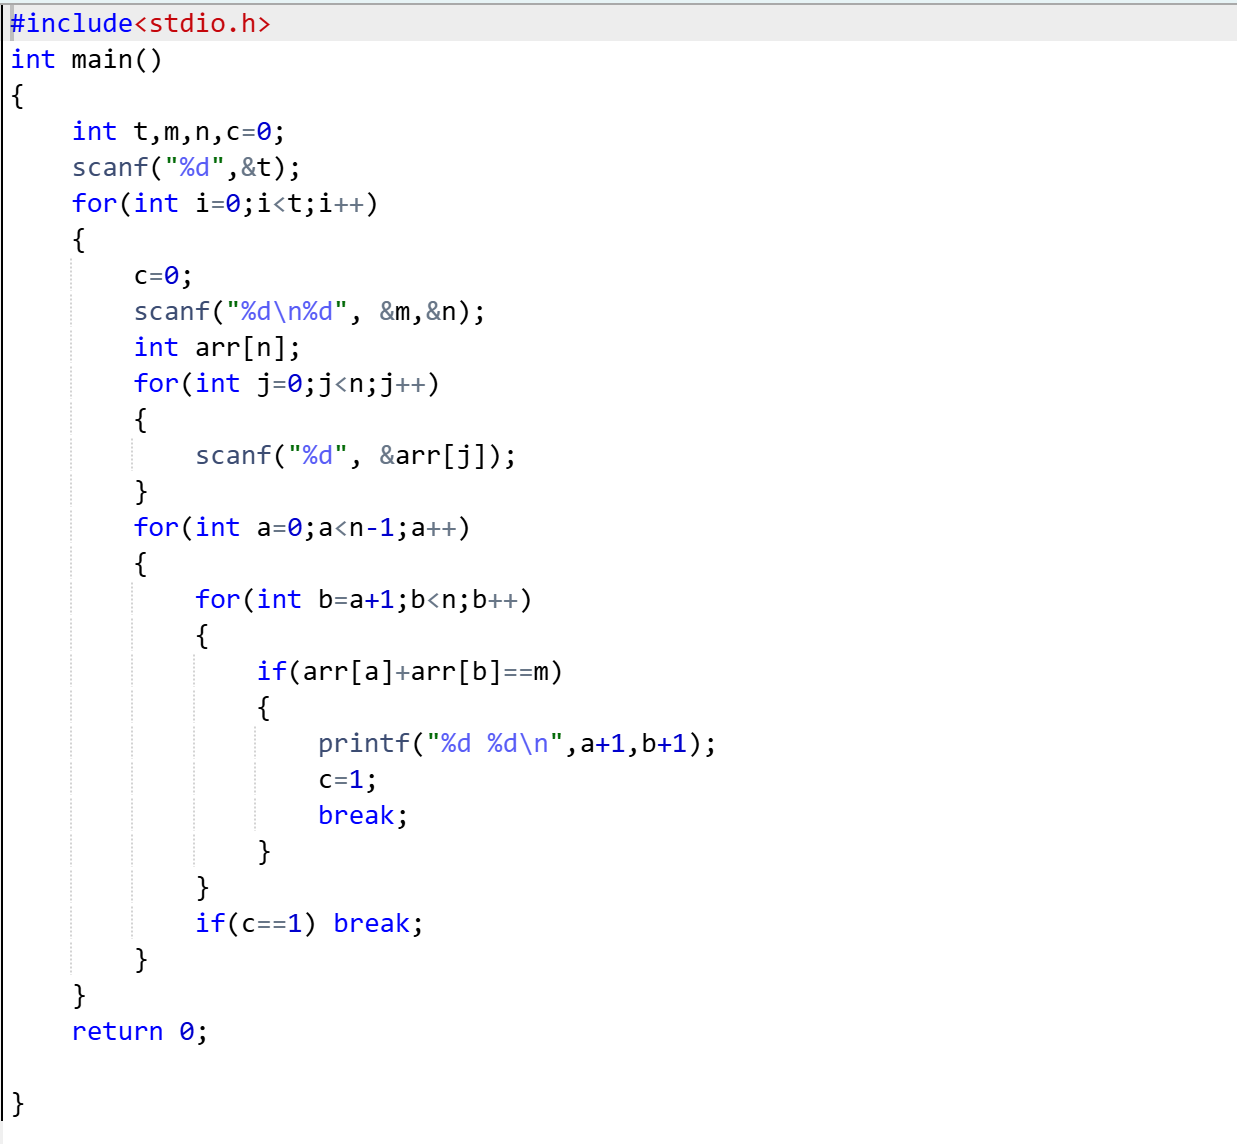 #include<stdio.h>
int main()
{
    int t,m,n,c=0;
    scanf("%d",&t);
    for(int i=0;i<t;i++)
    {
        c=0;
        scanf("%d\n%d", &m,&n);
        int arr[n];
        for(int j=0;j<n;j++)
        {
            scanf("%d", &arr[j]);
        }
        for(int a=0;a<n-1;a++)
        {
            for(int b=a+1;b<n;b++)
            {
                if(arr[a]+arr[b]==m)
                {
                    printf("%d %d\n",a+1,b+1);
                    c=1;
                    break;
                }
            }
            if(c==1) break;
        }
    }
    return 0;

}